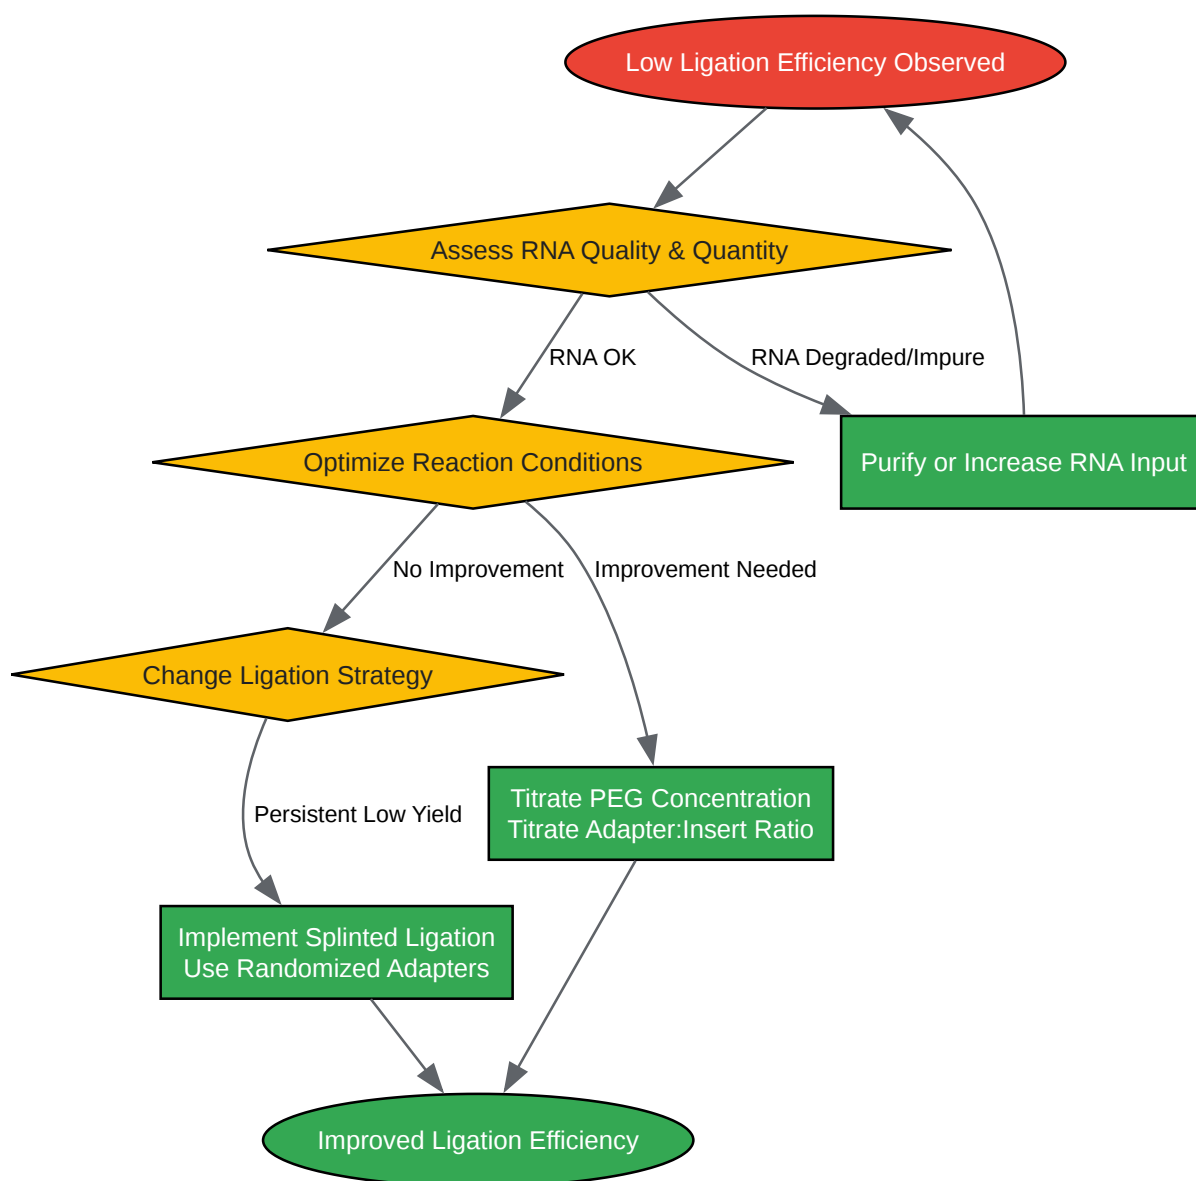 Low Ligation Efficiency Observed
Assess RNA Quality & Quantity
RNA OK
RNA Degraded/Impure
Optimize Reaction Conditions
Purify or Increase RNA Input
No Improvement
Improvement Needed
Change Ligation Strategy
Titrate PEG Concentration
Titrate Adapter:Insert Ratio
Persistent Low Yield
Implement Splinted Ligation
Use Randomized Adapters
Improved Ligation Efficiency